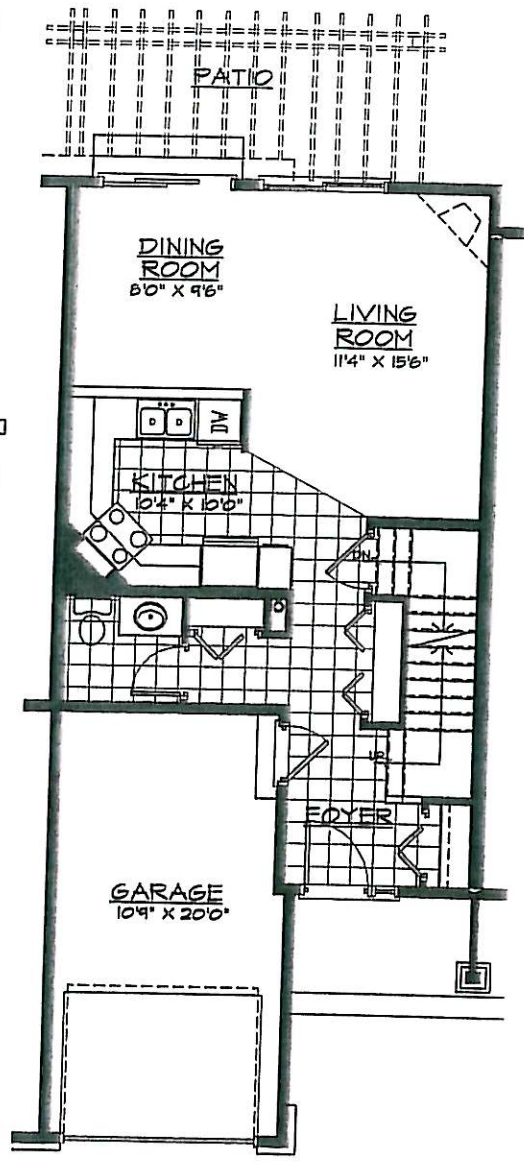 PATIO
DINING
ROOM
8'0" X 9'6"
LIVING
ROOM
11'4" X 15'6"
DW
KITCHEN
10'4" X 10'0"
DN
UP
FOYER
GARAGE
10'9" X 20'0"